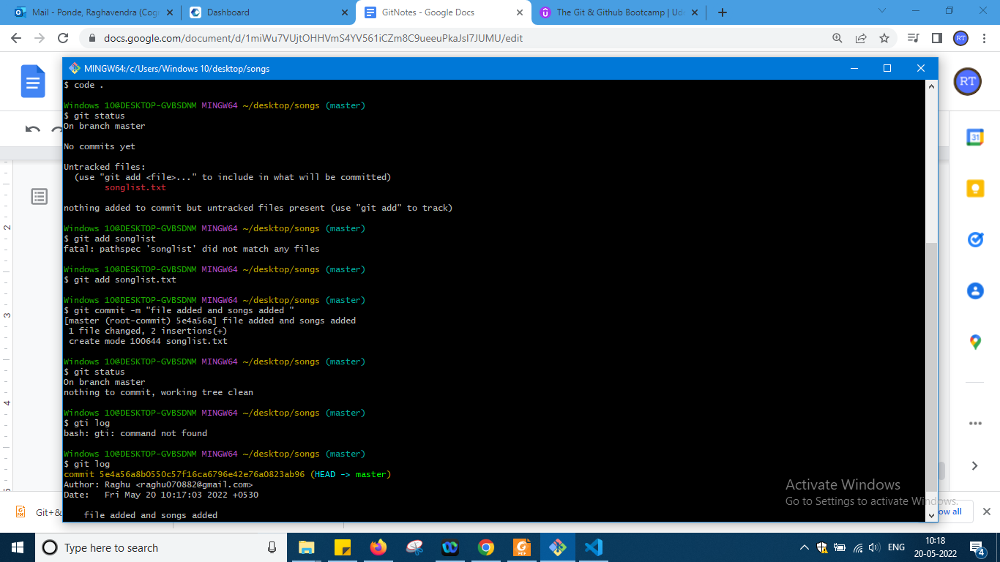 Mail - Ponde, Raghavendra (Cog
Dashboard
GitNotes - Google Docs
The Git & Github Bootcamp | Ud
docs.google.com/document/d/1miWu7VUjtOHHVmS4YV561iCZm8C9ueeuPkaJsI7JUMU/edit
RT
MINGW64:/c/Users/Windows 10/desktop/songs
RT
31
$ code .
Windows 10@DESKTOP-GVBSDNM MINGW64 ~/desktop/songs (master)
$ git status
On branch master
No commits yet
Untracked files:
(use "git add <file>..." to include in what will be committed)
songlist.txt
nothing added to commit but untracked files present (use "git add" to track)
Windows 10@DESKTOP-GVBSDNM MINGW64 ~/desktop/songs (master)
$ git add songlist
fatal: pathspec 'songlist' did not match any files
Windows 10@DESKTOP-GVBSDNM MINGW64 ~/desktop/songs (master)
$ git add songlist.txt
Windows 10@DESKTOP-GVBSDNM MINGW64 ~/desktop/songs (master)
$ git commit -m "file added and songs added "
[master (root-commit) 5e4a56a] file added and songs added
1 file changed, 2 insertions(+)
create mode 100644 songlist.txt
Windows 10@DESKTOP-GVBSDNM MINGW64 ~/desktop/songs (master)
$ git status
On branch master
nothing to commit, working tree clean
Windows 10@DESKTOP-GVBSDNM MINGW64 ~/desktop/songs (master)
$ gti log
bash: gti: command not found
Windows 10@DESKTOP-GVBSDNM MINGW64 ~/desktop/songs (master)
$ git log
commit 5e4a56a8b0550c57f16ca6796e42e76a0823ab96 (HEAD -> master)
Author: Raghu <raghu070882@gmail.com>
Date: Fri May 20 10:17:03 2022 +0530
file added and songs added
2
3
4
Activate Windows
Go to Settings to activate Windows.
Git+&
ow all
Type here to search
ENG
10:18
20-05-2022
4